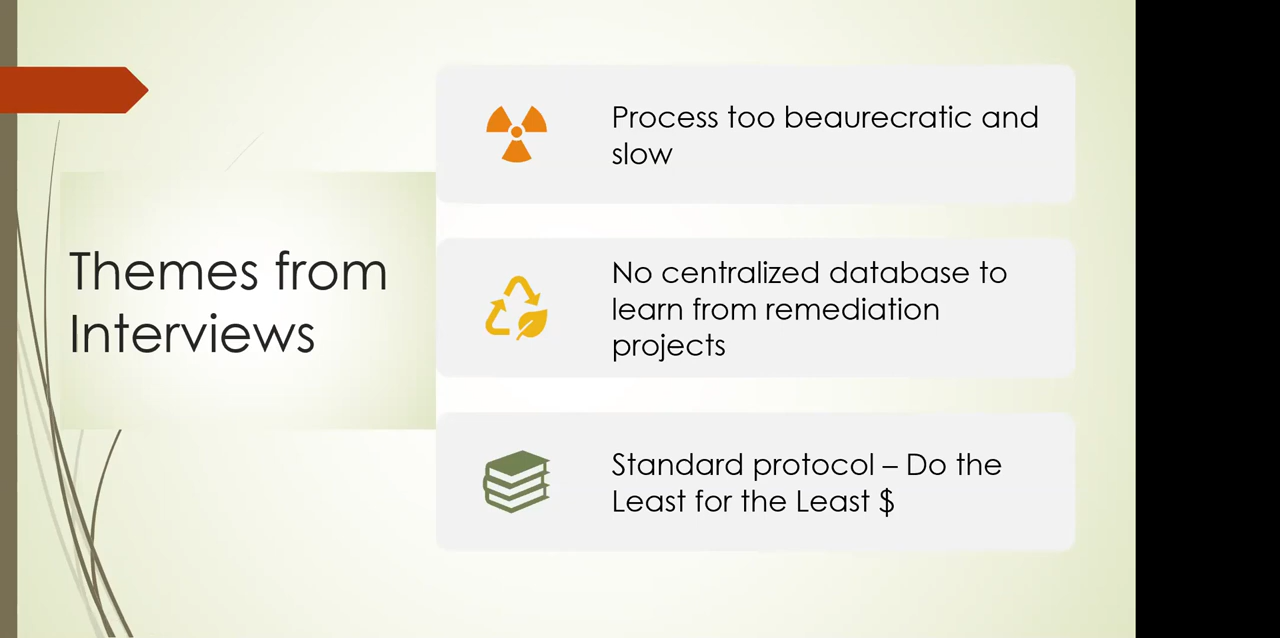 Themes from
Interviews
Process too beaurecratic and
slow
No centralized database to
learn from remediation
projects
Standard protocol – Do the
Least for the Least $